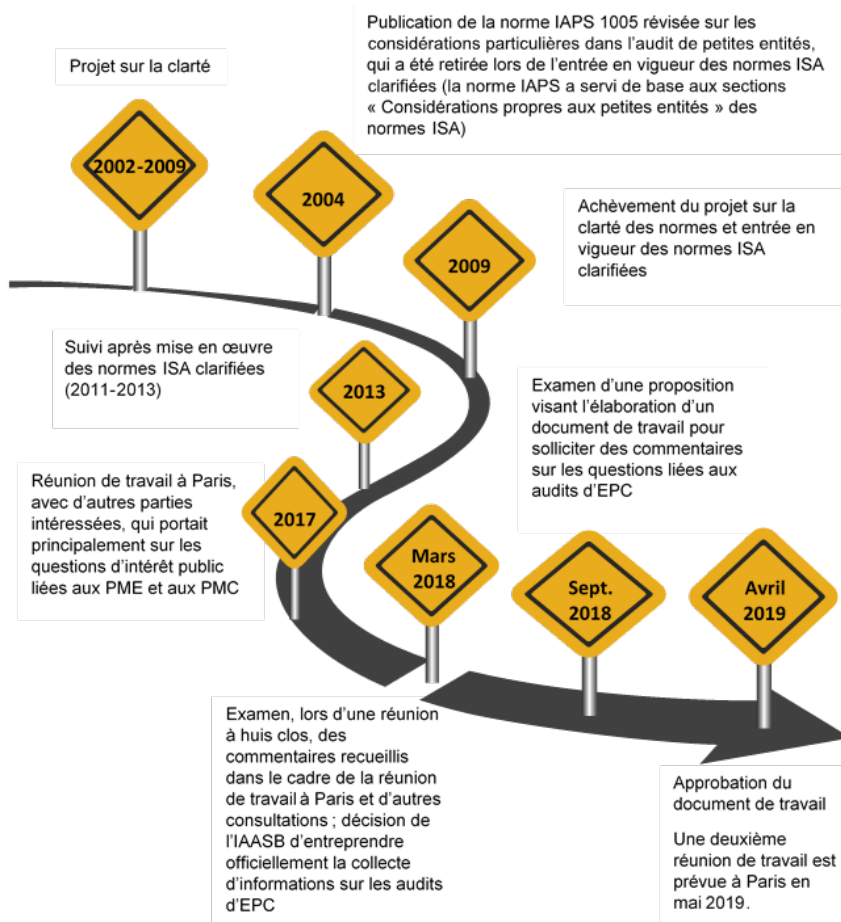 Projet sur la clarté
2002-2009
Publication de la norme IAPS 1005 révisée sur les
considérations particulières dans l'audit de petites entités,
qui a été retirée lors de l'entrée en vigueur des normes ISA
clarifiées (la norme IAPS a servi de base aux sections
« Considérations propres aux petites entités » des
normes ISA)
2004
Achèvement du projet sur la
clarté des normes et entrée en
vigueur des normes ISA
clarifiées
2009
Suivi après mise en œuvre
des normes ISA clarifiées
(2011-2013)
2013
Réunion de travail à Paris,
avec d'autres parties
intéressées, qui portait
principalement sur les
questions d'intérêt public
liées aux PME et aux PMC
2017
Mars
2018
Examen, lors d'une réunion
à huis clos, des
commentaires recueillis
dans le cadre de la réunion
de travail à Paris et d'autres
consultations ; décision de
l'IAASB d'entreprendre
officiellement la collecte
d'informations sur les audits
d'EPC
Examen d'une proposition
visant l'élaboration d'un
document de travail pour
solliciter des commentaires
sur les questions liées aux
audits d'EPC
Sept.
2018
Avril
2019
Approbation du
document de travail
Une deuxième
réunion de travail est
prévue à Paris en
mai 2019.